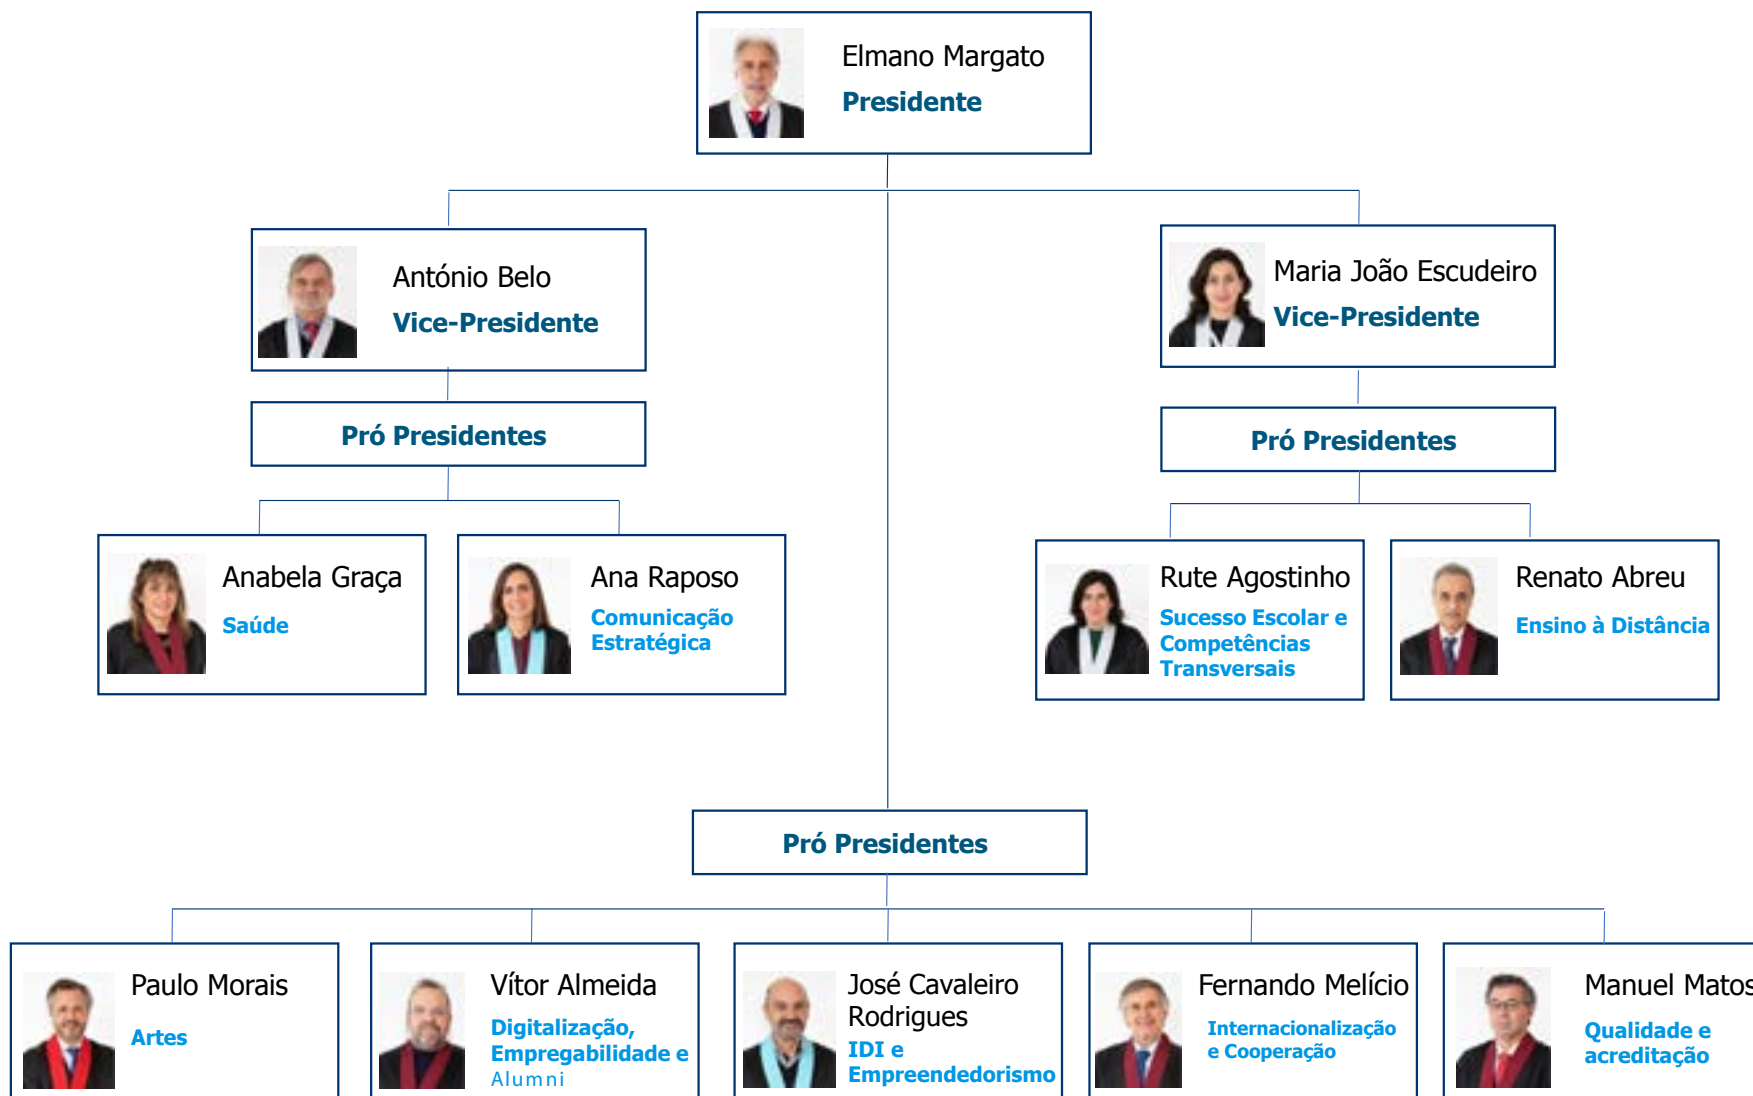 Elmano Margato
Presidente
António Belo
Vice-Presidente
Maria João Escudeiro
Vice-Presidente
Pró Presidentes
Pró Presidentes
Anabela Graça
Saúde
Ana Raposo
Comunicação
Estratégica
Rute Agostinho
Sucesso Escolar e
Competências
Transversais
Renato Abreu
Ensino à Distância
Pró Presidentes
Paulo Morais
Artes
Vítor Almeida
Digitalização,
Empregabilidade e
Alumni
José Cavaleiro
Rodrigues
IDI e
Empreendedorismo
Fernando Melício
Internacionalização
e Cooperação
Manuel Matos
Qualidade e
acreditação